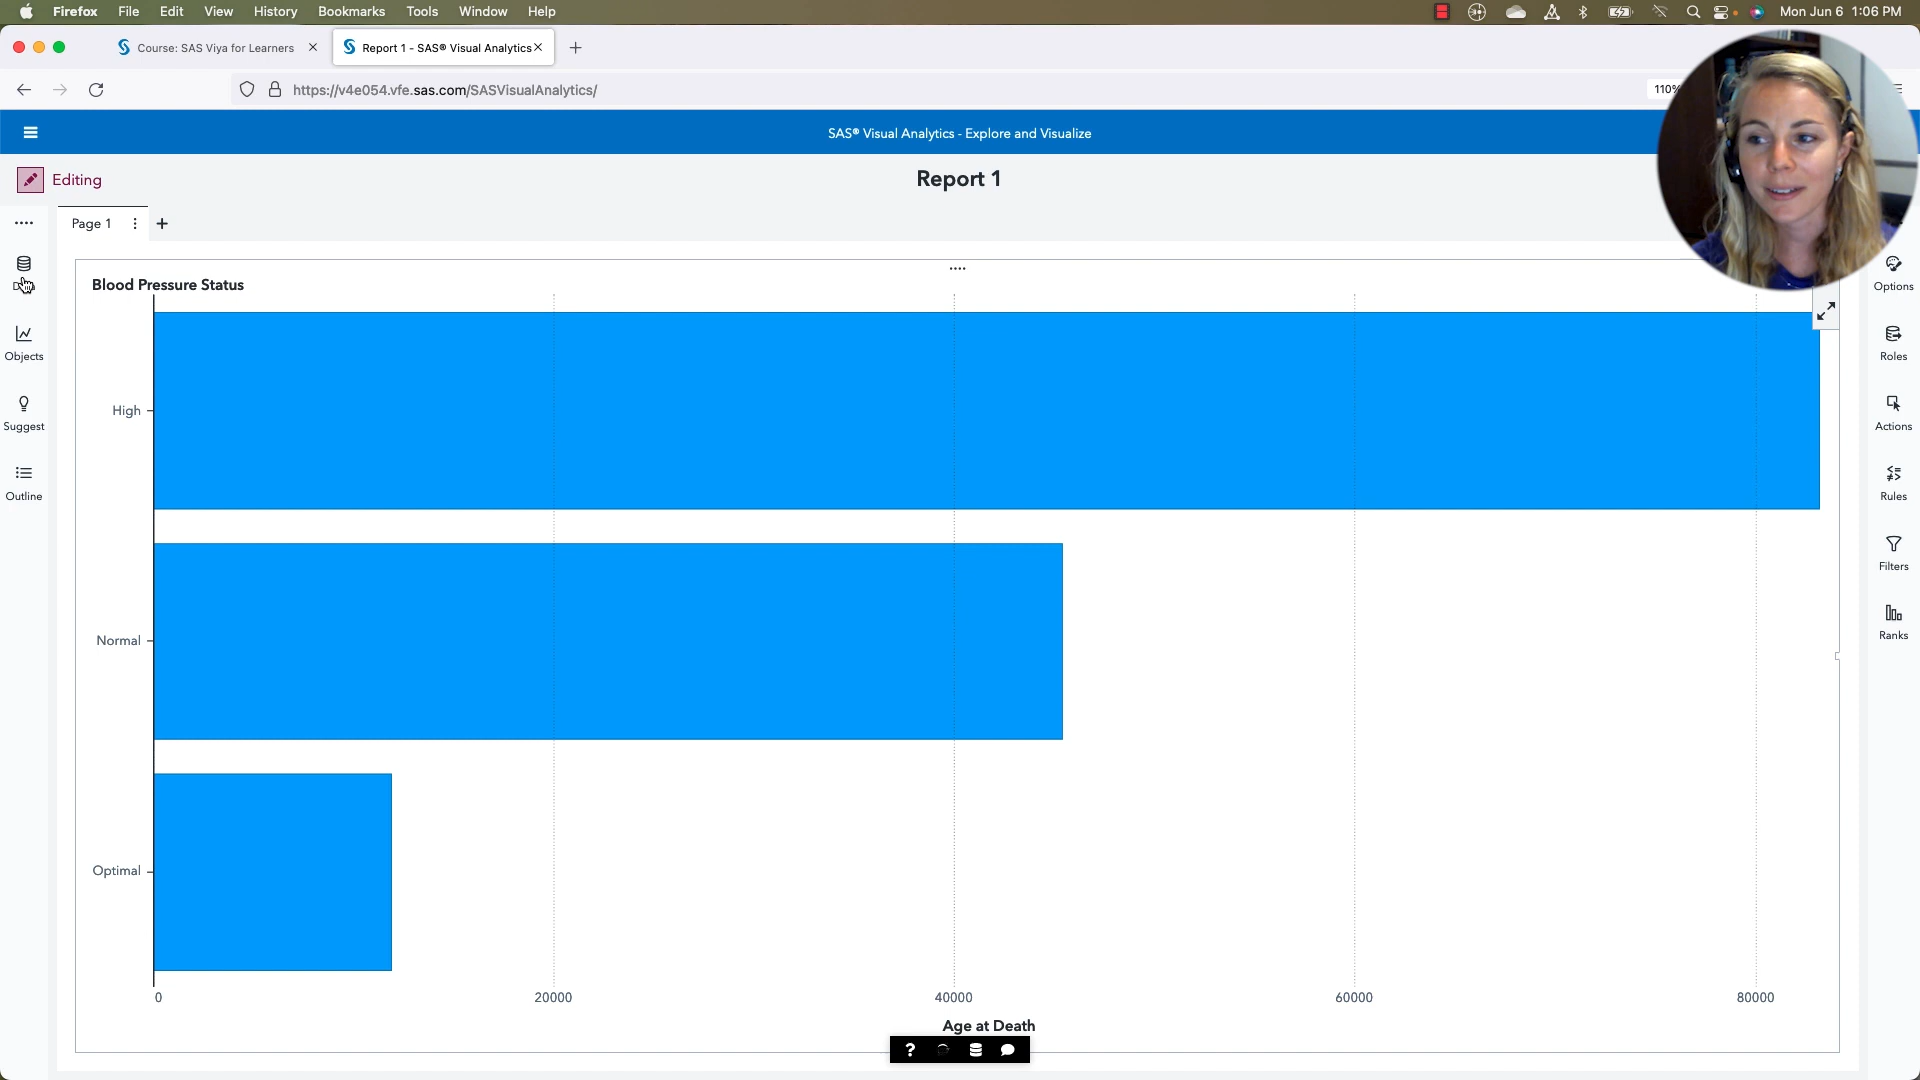 Firefox File Edit View History Bookmarks Tools Window Help Mon Jun 6 1:06 PM
Course: SAS Viya for Learners Report 1 - SAS® Visual Analytics
https://v4e054.vfe.sas.com/SASVisualAnalytics/ 110%
SAS® Visual Analytics - Explore and Visualize
Editing Report 1
Page 1
Blood Pressure Status
Options
Objects Roles
Suggest Actions
Outline Rules
Filters
Ranks
High
Normal
Optimal
0 20000 40000 60000 80000
Age at Death
?